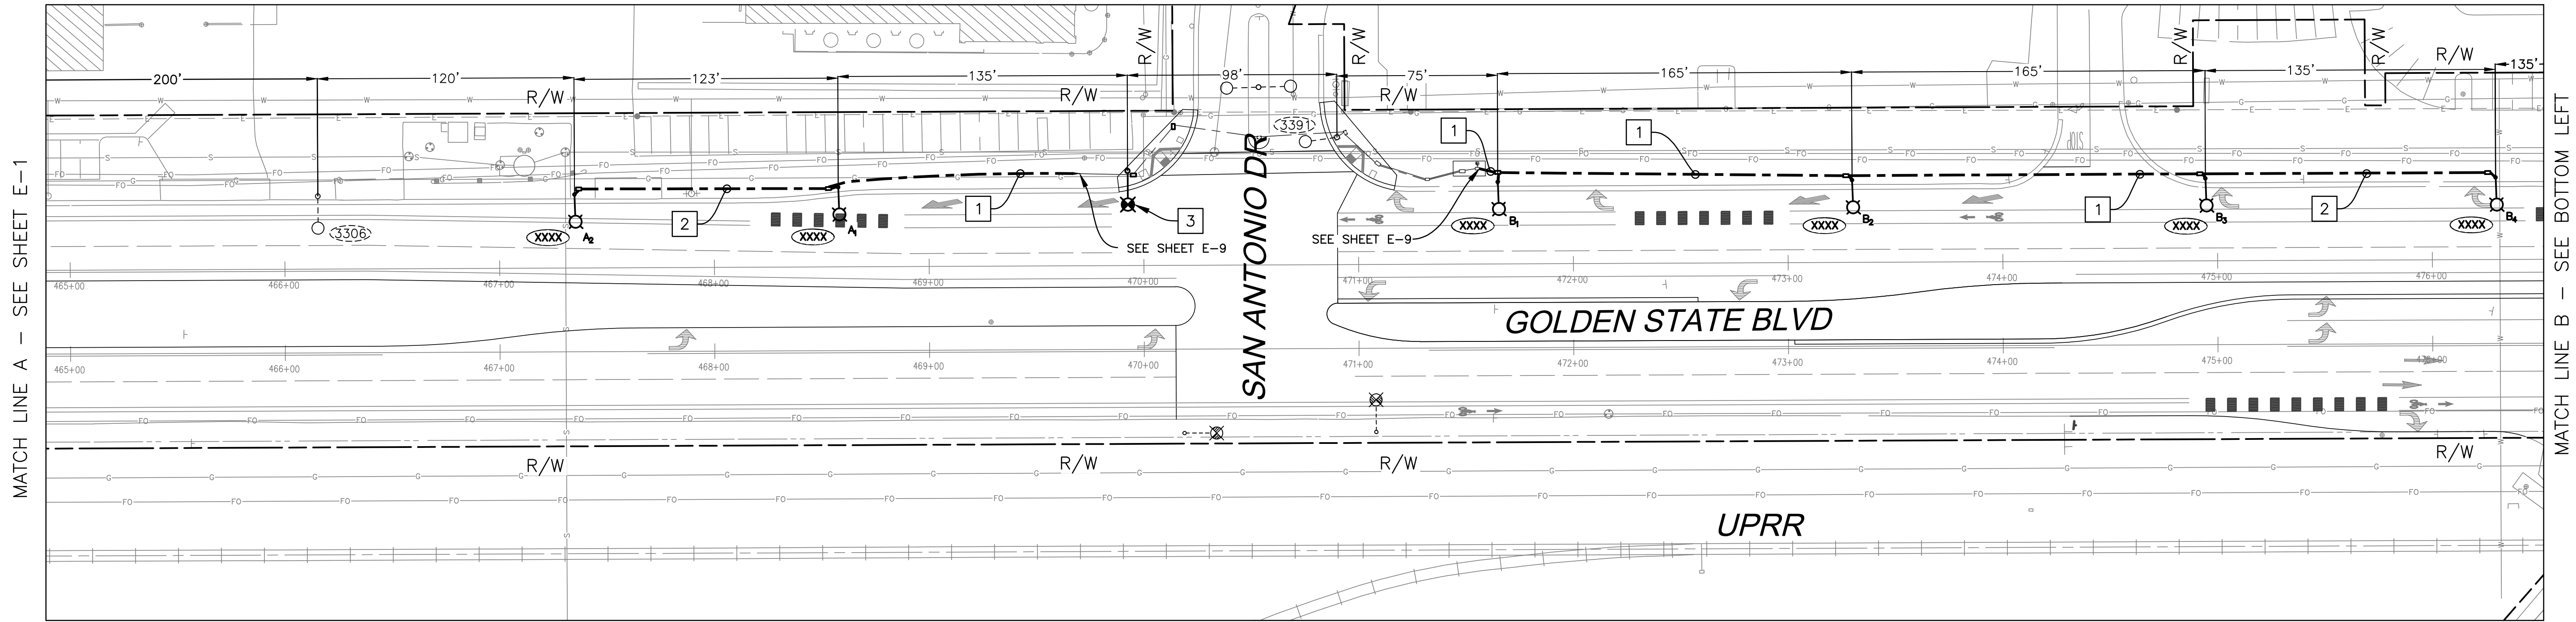 MATCH LINE A – SEE SHEET E–1
MATCH LINE B – SEE BOTTOM LEFT
200'
120'
123'
135'
98'
75'
165'
165'
135'
135'
R/W
R/W
R/W
R/W
R/W
R/W
R/W
R/W
3391
1
1
STOP
2
1
3
1
2
3306
XXXX
A2
XXXX
A1
SEE SHEET E–9
SEE SHEET E–9
XXXX
B1
XXXX
B2
XXXX
B3
XXXX
B4
SAN ANTONIO DR
465+00
466+00
467+00
468+00
469+00
470+00
471+00
472+00
473+00
474+00
475+00
476+00
GOLDEN STATE BLVD
465+00
466+00
467+00
468+00
469+00
470+00
471+00
472+00
473+00
474+00
475+00
476+00
R/W
R/W
R/W
R/W
UPRR